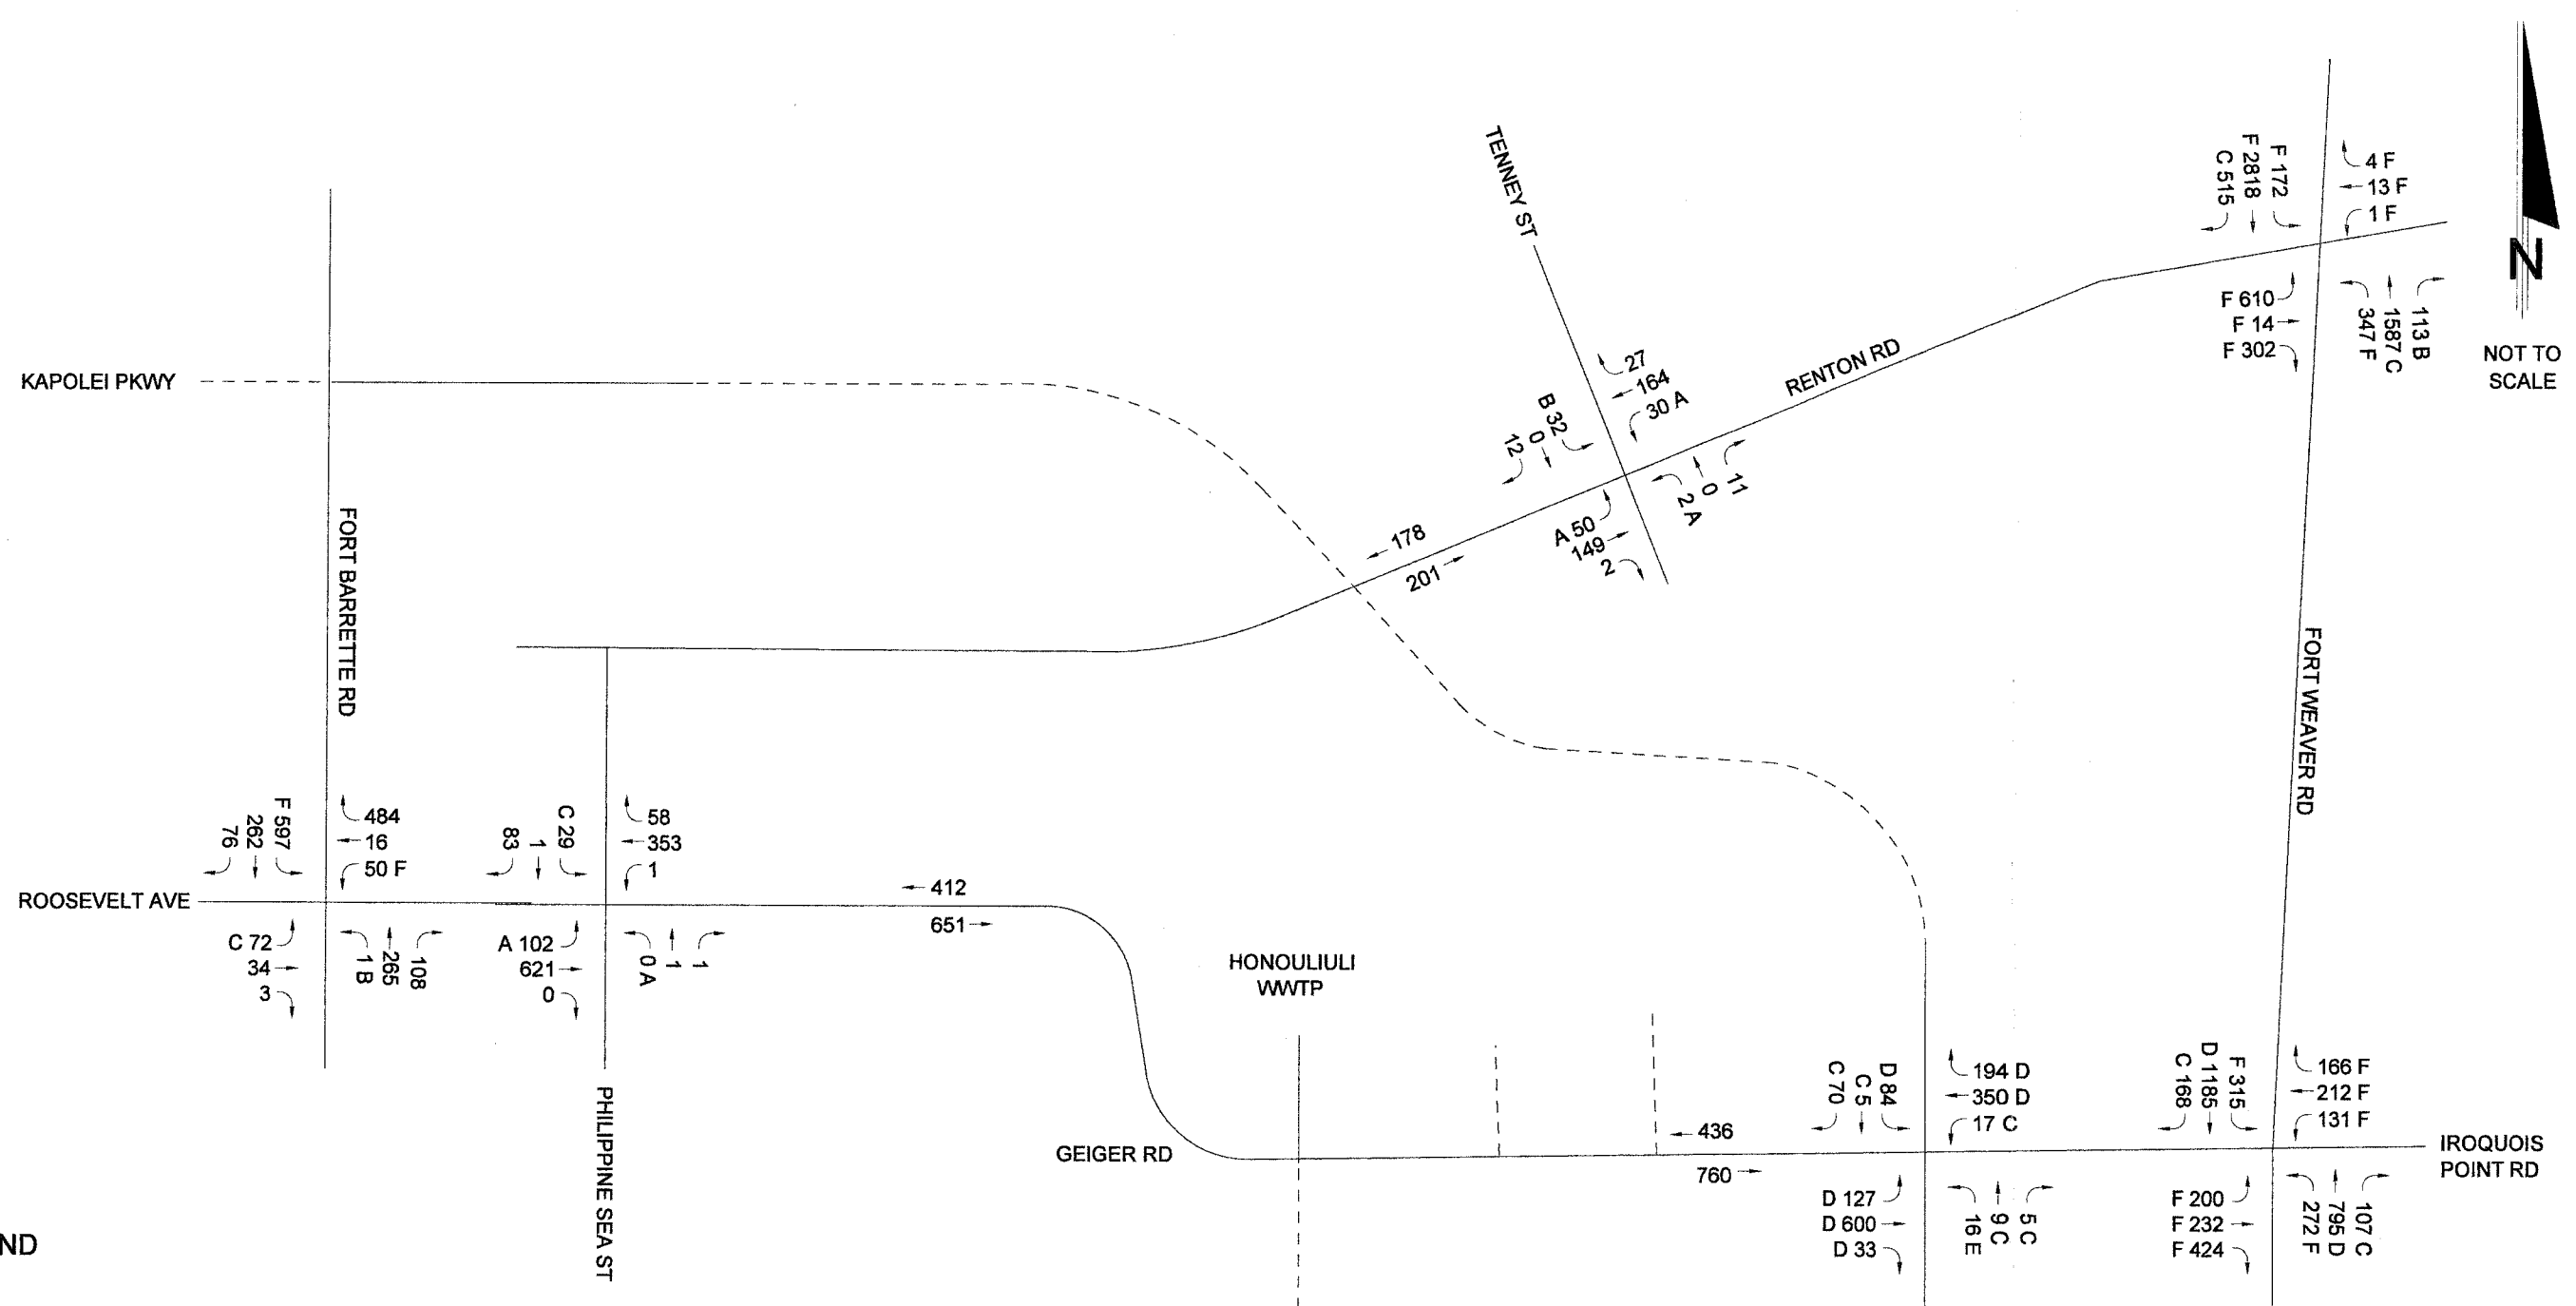 TENNEY ST
F 172
F 2818
C 515
4 F
13 F
1 F
N
NOT TO
SCALE
F 610
F 14
F 302
347 F
1587 C
113 B
RENTON RD
27
164
30 A
B 32
0
12
A 50
149
2
2 A
0
11
178
201
KAPOLEI PKWY
FORT BARRETTE RD
FORT WEAVER RD
F 597
262
76
484
16
50 F
C 29
1
83
58
353
1
ROOSEVELT AVE
412
651
C 72
34
3
1 B
265
108
A 102
621
0
0 A
1
1
HONOULIULI
WWTP
PHILIPPINE SEA ST
GEIGER RD
436
760
D 84
C 5
C 70
194 D
350 D
17 C
D 127
D 600
D 33
16 E
9 C
5 C
F 315
D 1185
C 168
166 F
212 F
131 F
IROQUOIS
POINT RD
F 200
F 232
F 424
272 F
795 D
107 C
ND